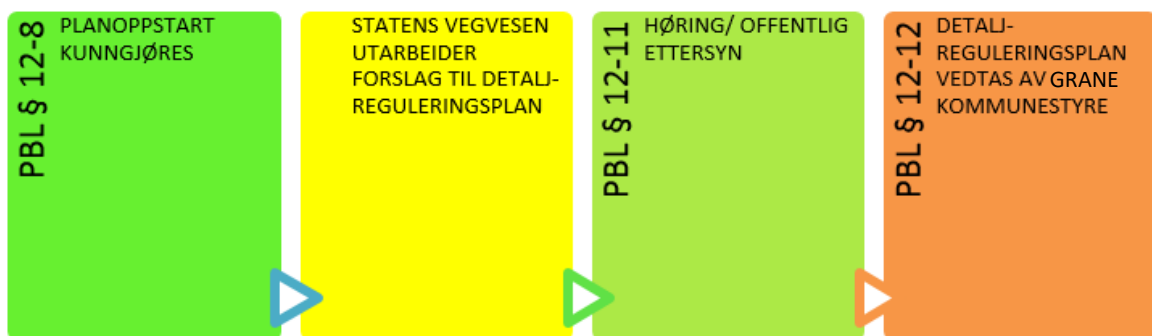 PBL § 12-8
PLANOPPSTART
KUNNGJØRES
STATENS VEGVESEN
UTARBEIDER
FORSLAG TIL DETALJ-
REGULERINGSPLAN
PBL § 12-11
HØRING/ OFFENTLIG
ETTERSYN
PBL § 12-12
DETALJ-
REGULERINGSPLAN
VEDTAS AV GRANE
KOMMUNESTYRE